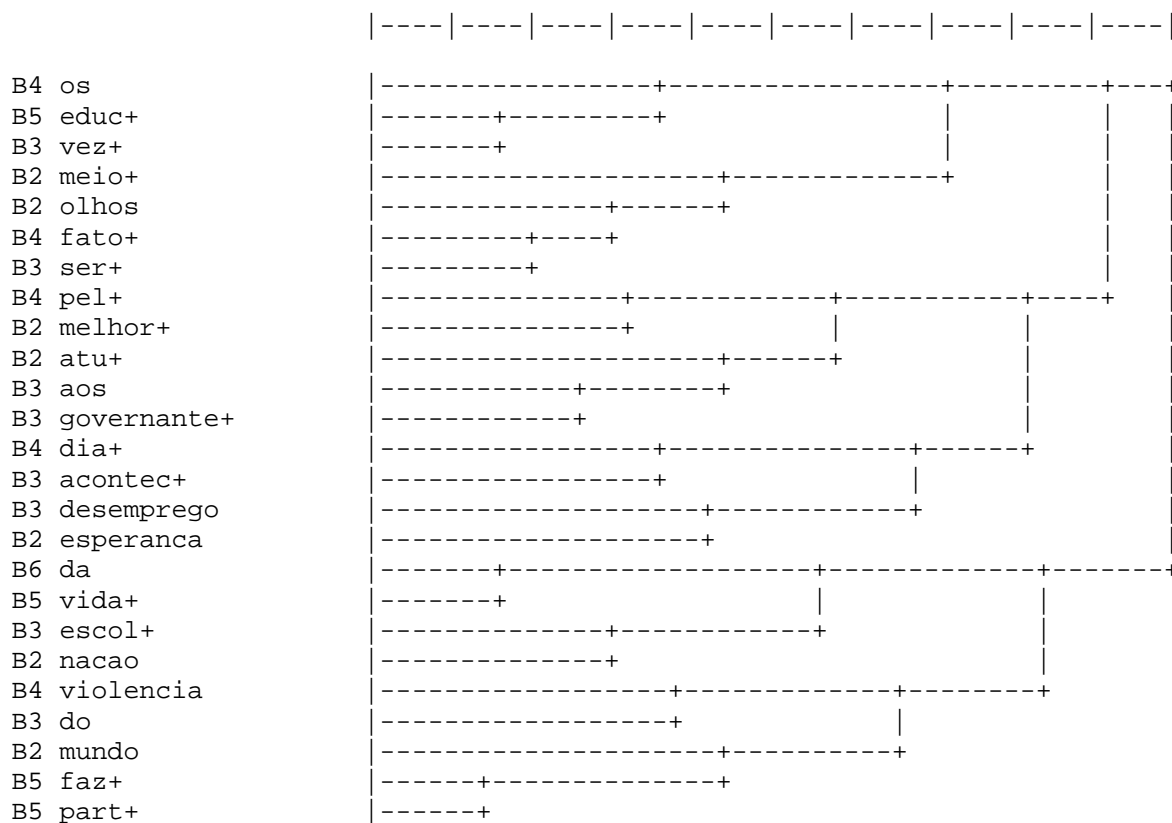 |----|----|----|----|----|----|----|----|----|----|
B4 os |-----------------+-----------------+---------+---+
B5 educ+ |-------+---------+ | | |
B3 vez+ |-------+ | | |
B2 meio+ |---------------------+-------------+ | |
B2 olhos |--------------+------+ | |
B4 fato+ |---------+----+ | |
B3 ser+ |---------+ | |
B4 pel+ |---------------+------------+-----------+----+ |
B2 melhor+ |---------------+ | | |
B2 atu+ |---------------------+------+ | |
B3 aos |------------+--------+ | |
B3 governante+ |------------+ | |
B4 dia+ |-----------------+---------------+------+ |
B3 acontec+ |-----------------+ | |
B3 desemprego |--------------------+------------+ |
B2 esperanca |--------------------+ |
B6 da |-------+-------------------+-------------+-------+
B5 vida+ |-------+ | |
B3 escol+ |--------------+------------+ |
B2 nacao |--------------+ |
B4 violencia |------------------+-------------+--------+
B3 do |------------------+ |
B2 mundo |---------------------+----------+
B5 faz+ |------+--------------+
B5 part+ |------+